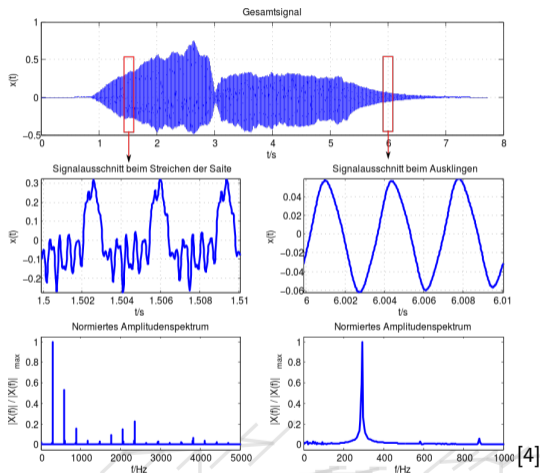 Gesamtsignal
1
0.5
0
-0.5
x(t)
0 1 2 3 4 5 6 7 8
t/s
Signalausschnitt beim Streichen der Saite
0.3
0.2
0.1
0
-0.1
-0.2
x(t)
1.5 1.502 1.504 1.506 1.508 1.51
t/s
Signalausschnitt beim Ausklingen
0.04
0.02
0
-0.02
-0.04
-0.06
x(t)
6 6.002 6.004 6.006 6.008 6.01
t/s
Normiertes Amplitudenspektrum
1
0.8
0.6
0.4
0.2
0
|X(f)| / |X(f)| max
0 1000 2000 3000 4000 5000
f/Hz
Normiertes Amplitudenspektrum
1
0.8
0.6
0.4
0.2
0
|X(f)| / |X(f)| max
0 200 400 600 800 1000
f/Hz
[4]